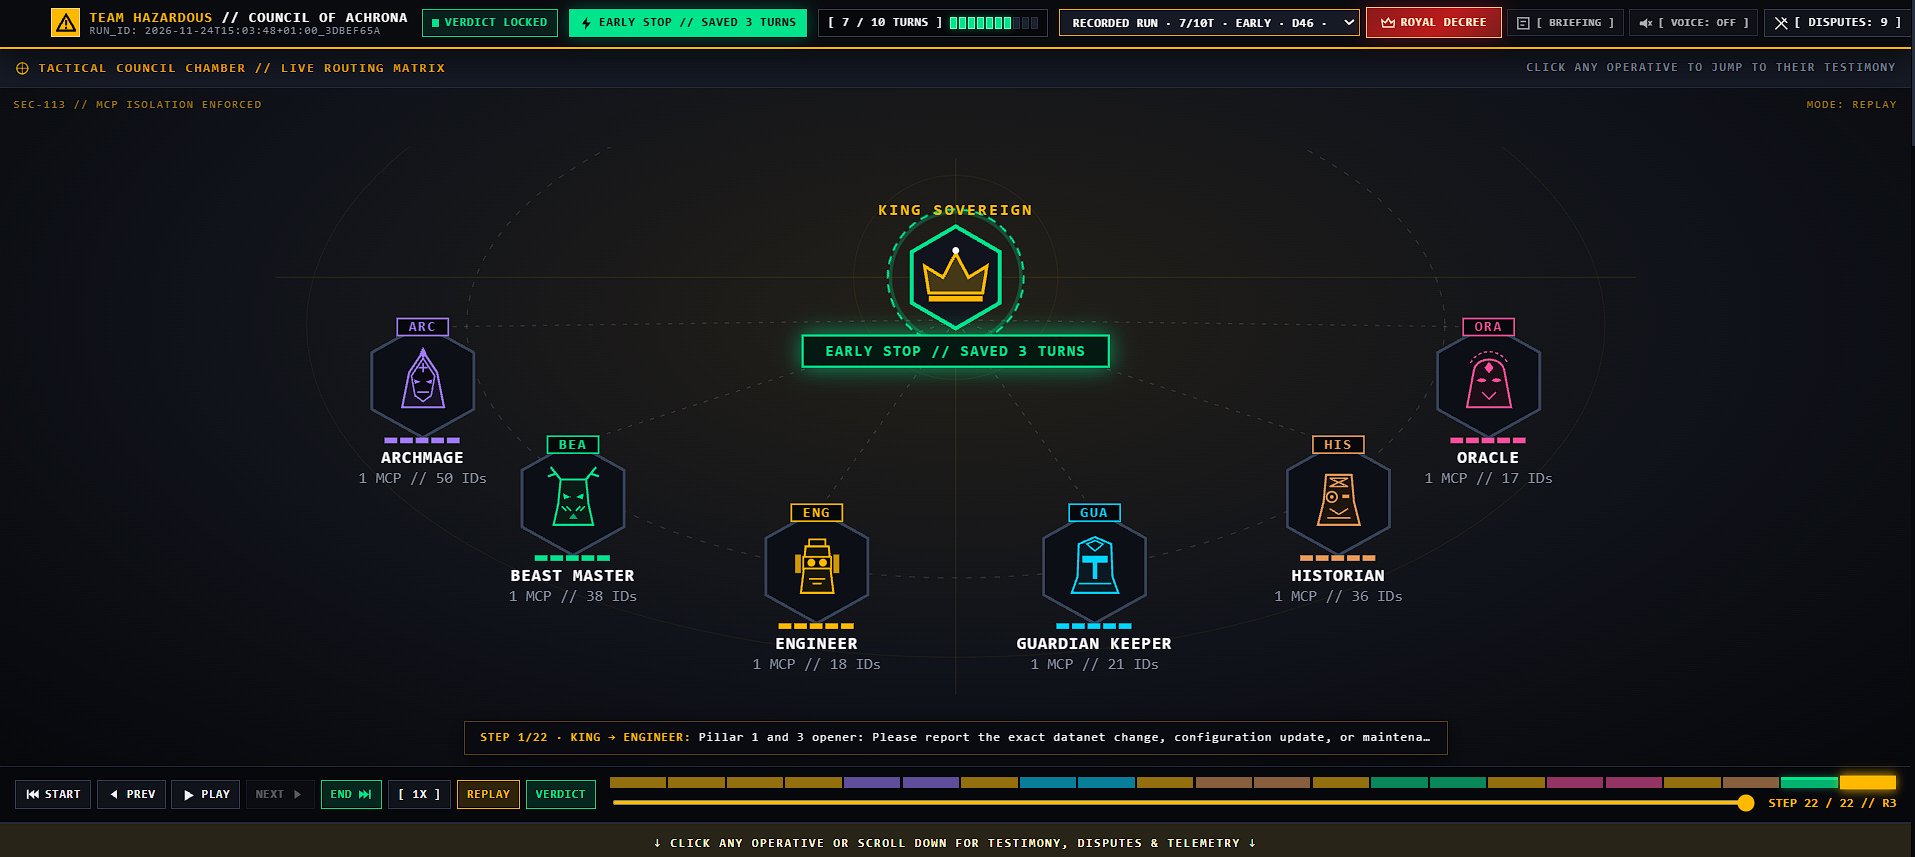 TEAM HAZARDOUS // COUNCIL OF ACHRONA
RUN_ID: 2026-11-24T15:03:48+01:00_3DBEF65A
VERDICT LOCKED
EARLY STOP // SAVED 3 TURNS
[ 7 / 10 TURNS ]
RECORDED RUN · 7/10T · EARLY · D46 ·
ROYAL DECREE
[ BRIEFING ]
[ VOICE: OFF ]
[ DISPUTES: 9 ]
TACTICAL COUNCIL CHAMBER // LIVE ROUTING MATRIX
CLICK ANY OPERATIVE TO JUMP TO THEIR TESTIMONY
SEC-113 // MCP ISOLATION ENFORCED
MODE: REPLAY
KING SOVEREIGN
EARLY STOP // SAVED 3 TURNS
ARC
ARCHMAGE
1 MCP // 50 IDs
BEA
BEAST MASTER
1 MCP // 38 IDs
ENG
ENGINEER
1 MCP // 18 IDs
GUA
GUARDIAN KEEPER
1 MCP // 21 IDs
HIS
HISTORIAN
1 MCP // 36 IDs
ORA
ORACLE
1 MCP // 17 IDs
STEP 1/22 · KING → ENGINEER: Pillar 1 and 3 opener: Please report the exact datanet change, configuration update, or maintena…
START
PREV
PLAY
NEXT
END
[ 1X ]
REPLAY
VERDICT
STEP 22 / 22 // R3
↓ CLICK ANY OPERATIVE OR SCROLL DOWN FOR TESTIMONY, DISPUTES & TELEMETRY ↓